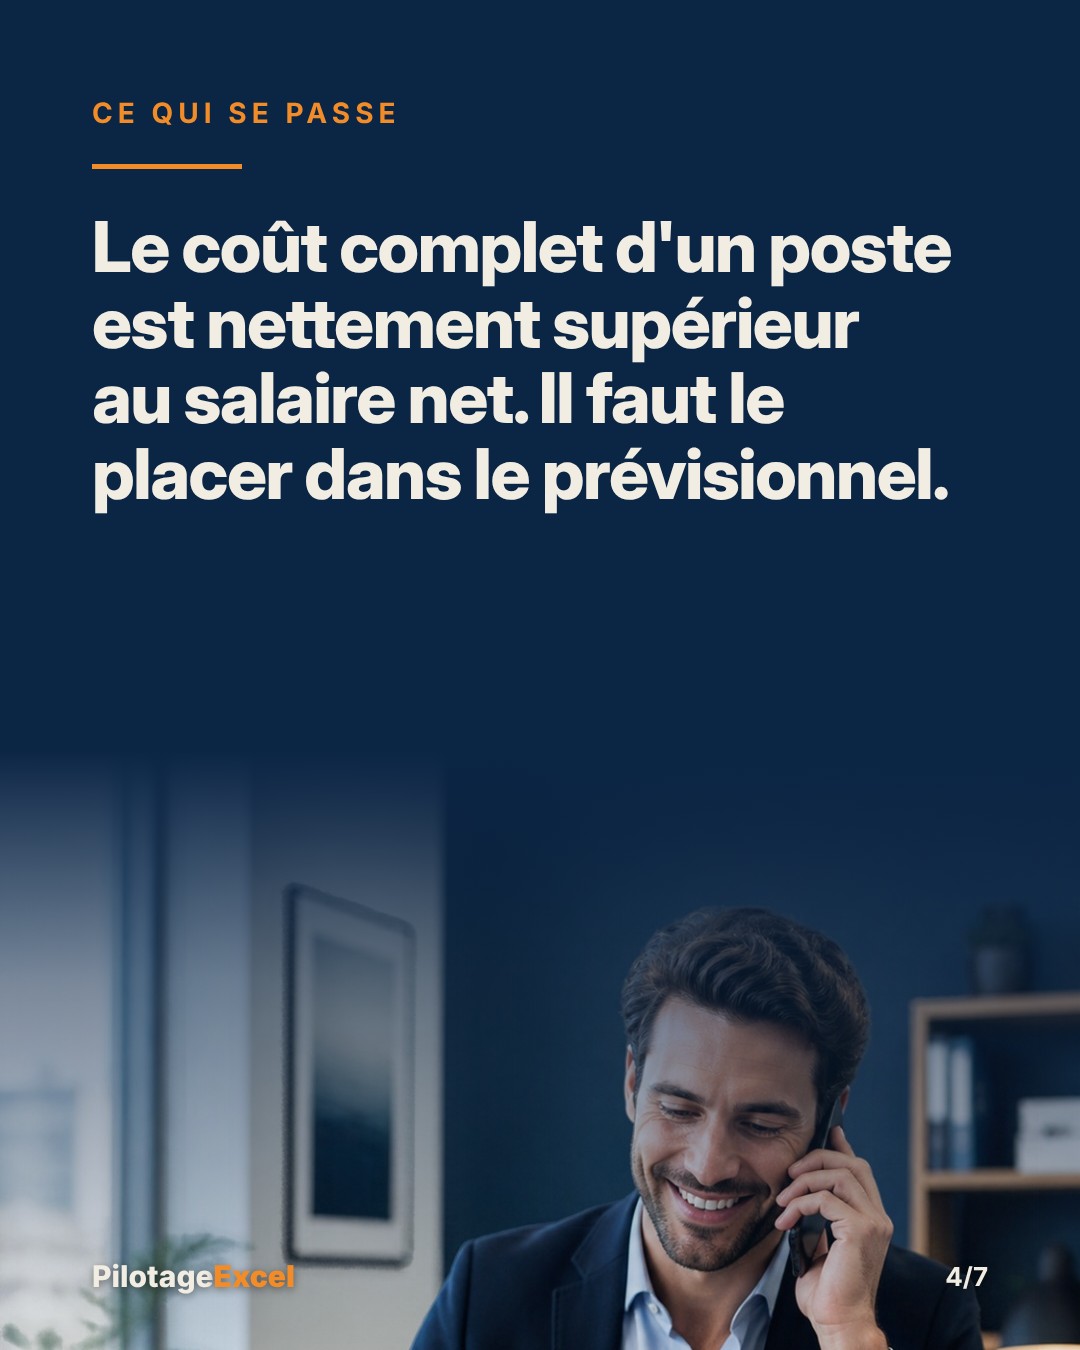 CE QUI SE PASSE
Le coût complet d'un poste
est nettement supérieur
au salaire net. Il faut le
placer dans le prévisionnel.
PilotageExcel
4/7